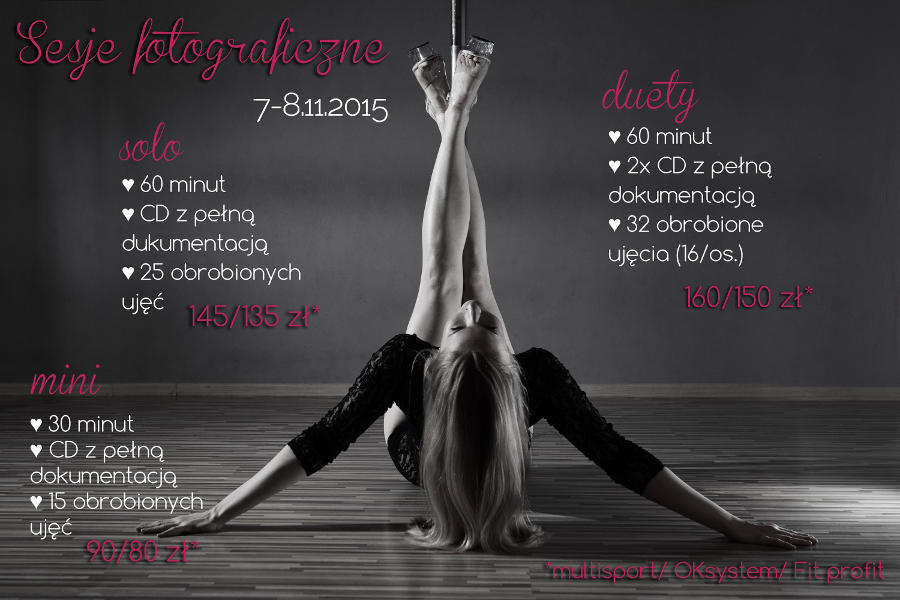 Sesje fotograficzne
7-8.11.2015
solo
♥ 60 minut
♥ CD z pełną
dukumentacją
♥ 25 obrobionych
ujęć
145/135 zł*
duety
♥ 60 minut
♥ 2x CD z pełną
dokumentacją
♥ 32 obrobione
ujęcia (16/os.)
160/150 zł*
mini
♥ 30 minut
♥ CD z pełną
dokumentacją
♥ 15 obrobionych
ujęć
90/80 zł*
*multisport/ OKsystem/ Fit profit